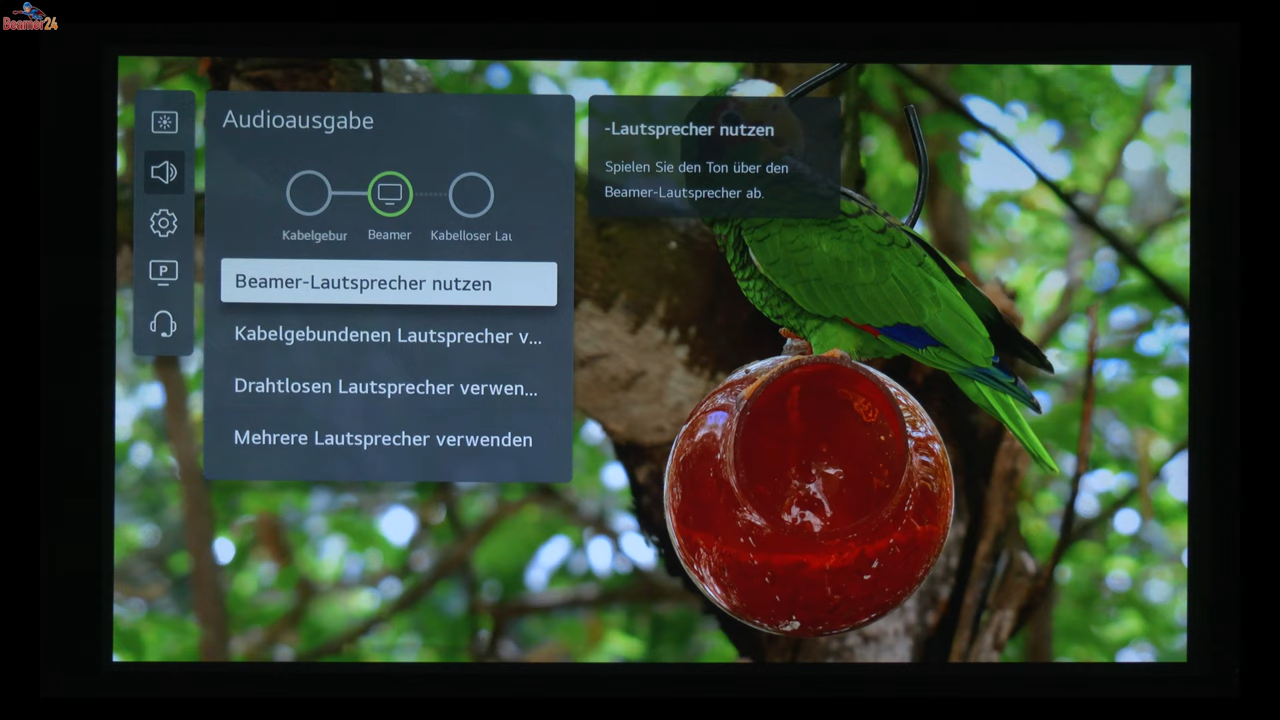 Beamer24
Audioausgabe
Kabelgebur
Beamer
Kabelloser Lau
Beamer-Lautsprecher nutzen
Kabelgebundenen Lautsprecher v...
Drahtlosen Lautsprecher verwen...
Mehrere Lautsprecher verwenden
P
-Lautsprecher nutzen
Spielen Sie den Ton über den
Beamer-Lautsprecher ab.